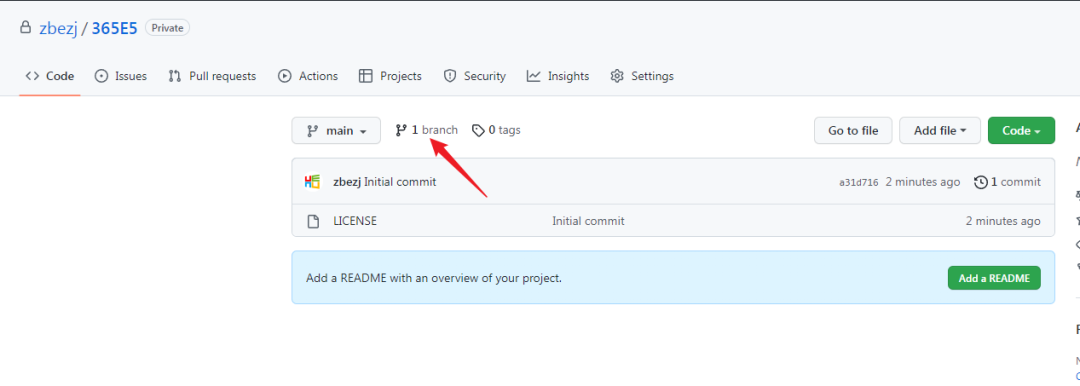 zbezj / 365E5 Private
Code Issues Pull requests Actions Projects Security Insights Settings
main 1 branch 0 tags Go to file Add file Code
zbezj Initial commit a31d716 2 minutes ago 1 commit
LICENSE Initial commit 2 minutes ago
Add a README with an overview of your project. Add a README